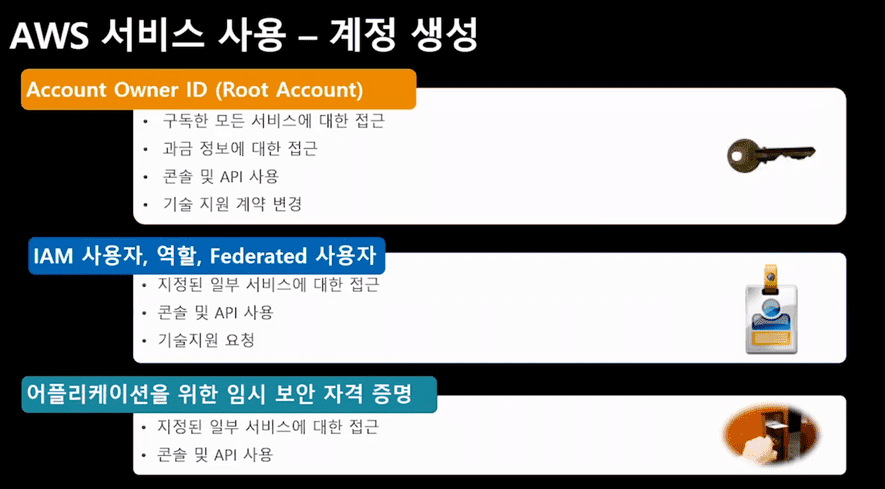 AWS 서비스 사용 – 계정 생성
Account Owner ID (Root Account)
• 구독한 모든 서비스에 대한 접근
• 과금 정보에 대한 접근
• 콘솔 및 API 사용
• 기술 지원 계약 변경
IAM 사용자, 역할, Federated 사용자
• 지정된 일부 서비스에 대한 접근
• 콘솔 및 API 사용
• 기술지원 요청
어플리케이션을 위한 임시 보안 자격 증명
• 지정된 일부 서비스에 대한 접근
• 콘솔 및 API 사용